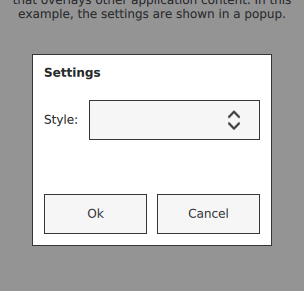 that overlays other application content. In this
example, the settings are shown in a popup.
Settings
Style:
Ok
Cancel